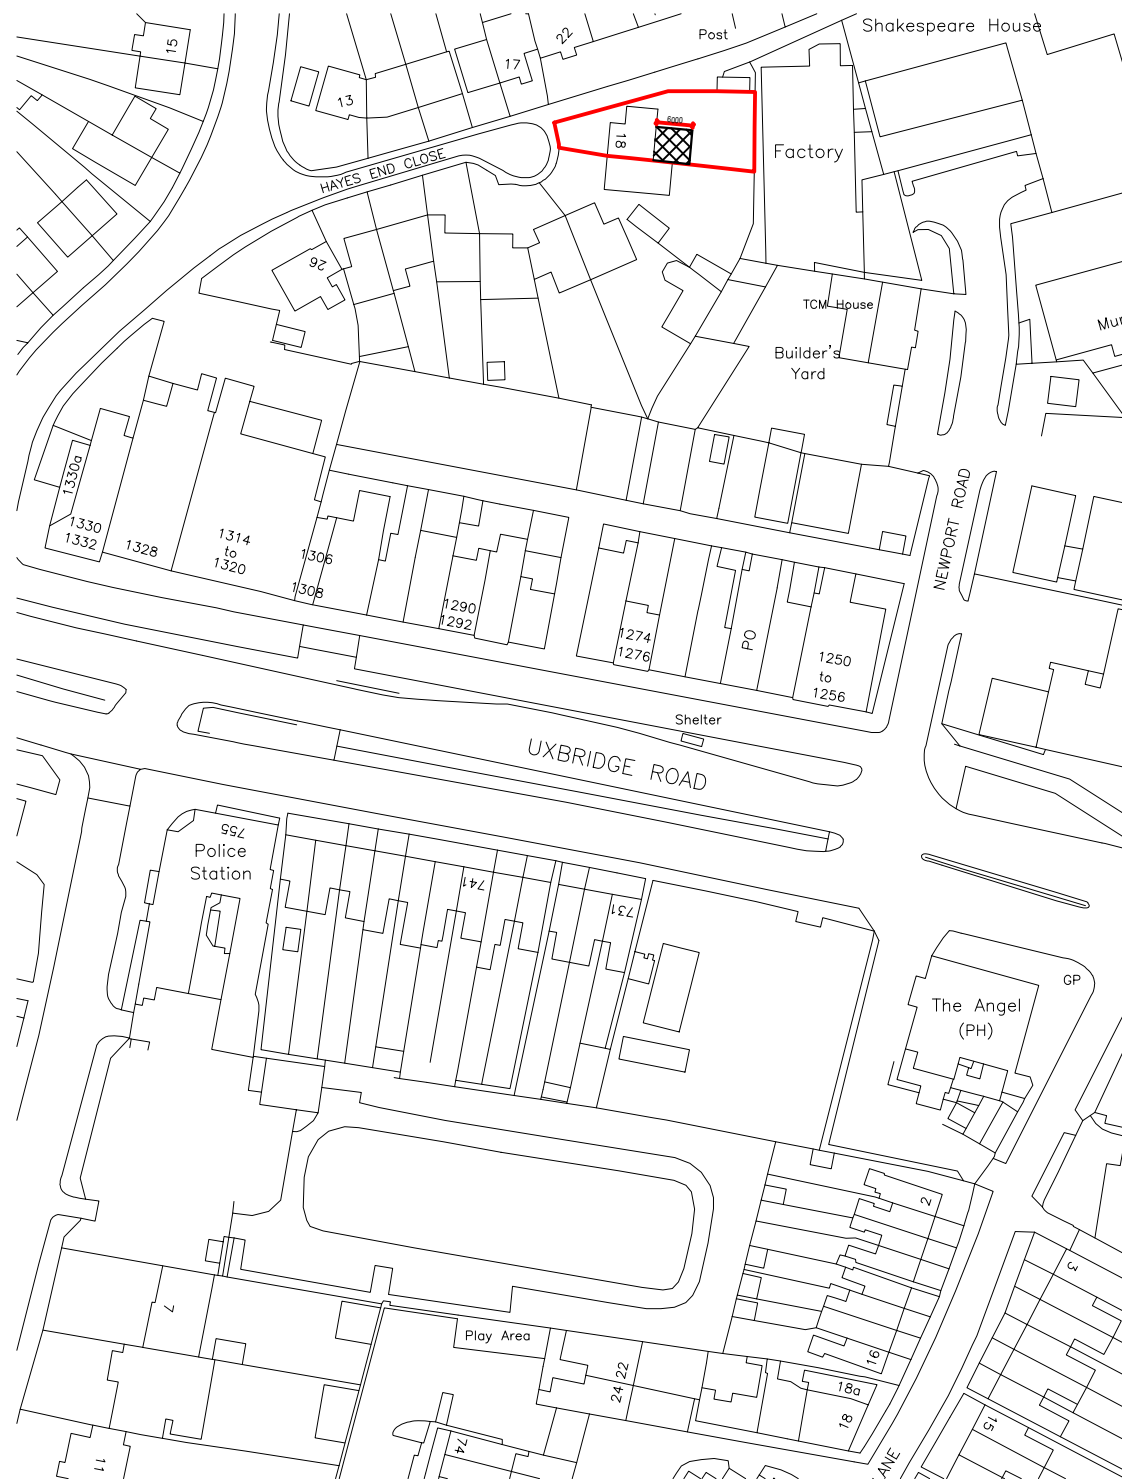 Shakespeare House
Post
15
22
17
13
6000
18
Factory
HAYES END CLOSE
26
TCM House
Builder's
Yard
Mur
1330a
NEWPORT ROAD
1330
1332
1328
1314
to
1320
1306
1308
1290
1292
1274
1276
PO
1250
to
1256
Shelter
UXBRIDGE ROAD
755
Police
Station
741
731
GP
The Angel
(PH)
2
3
7
Play Area
16
22
24
18a
18
15
74
11
ANE